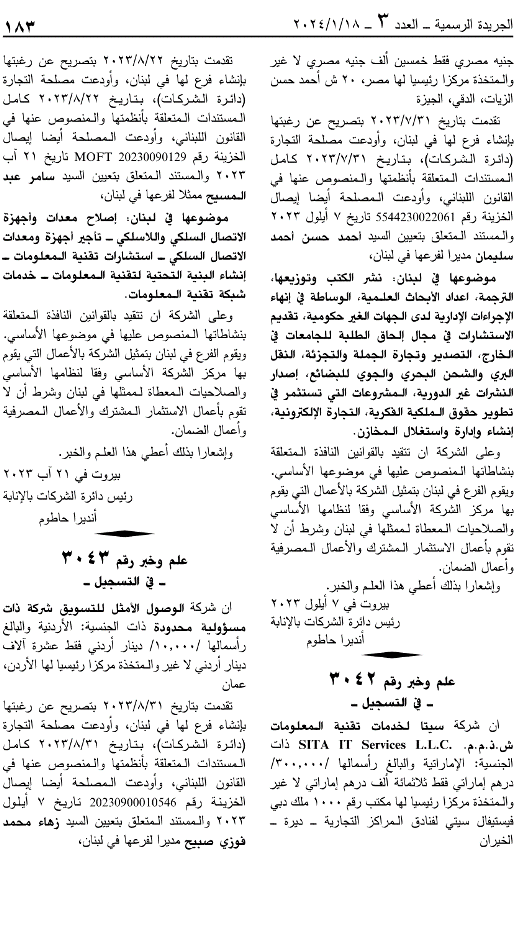 الجريدة الرسمية ــ العدد ٣ ــ ٢٠٢٤/١/١٨
١٨٣
جنيه مصري فقط خمسين ألف جنيه مصري لا غير
والمتخذة مركزا رئيسيا لها مصر، ٢٠ ش أحمد حسن
الزيات، الدقي، الجيزة
تقدمت بتاريخ ٢٠٢٣/٧/٣١ بتصريح عن رغبتها
بإنشاء فرع لها في لبنان، وأودعت مصلحة التجارة
(دائرة الشركات)، بتاريخ ٢٠٢٣/٧/٣١ كامل
المستندات المتعلقة بأنظمتها والمنصوص عنها في
القانون اللبناني، وأودعت المصلحة أيضا إيصال
الخزينة رقم 5544230022061 تاريخ ٧ أيلول ٢٠٢٣
والمستند المتعلق بتعيين السيد أحمد حسن أحمد
سليمان مديرا لفرعها في لبنان،
موضوعها في لبنان: نشر الكتب وتوزيعها،
الترجمة، اعداد الأبحاث العلمية، الوساطة في إنهاء
الإجراءات الإدارية لدى الجهات الغير حكومية، تقديم
الاستشارات في مجال إلحاق الطلبة للجامعات في
الخارج، التصدير وتجارة الجملة والتجزئة، النقل
البري والشحن البحري والجوي للبضائع، إصدار
النشرات غير الدورية، المشروعات التي تستثمر في
تطوير حقوق الملكية الفكرية، التجارة الإلكترونية،
إنشاء وإدارة واستغلال المخازن.
وعلى الشركة ان تتقيد بالقوانين النافذة المتعلقة
بنشاطاتها المنصوص عليها في موضوعها الأساسي.
ويقوم الفرع في لبنان بتمثيل الشركة بالأعمال التي يقوم
بها مركز الشركة الأساسي وفقا لنظامها الأساسي
والصلاحيات المعطاة لممثلها في لبنان وشرط أن لا
تقوم بأعمال الاستثمار المشترك والأعمال المصرفية
وأعمال الضمان.
وإشعارا بذلك أعطي هذا العلم والخبر.
بيروت في ٧ أيلول ٢٠٢٣
رئيس دائرة الشركات بالإنابة
أنديرا حاطوم
علم وخبر رقم ٣٠٤٢
ــ في التسجيل ــ
ان شركة سيتا لخدمات تقنية المعلومات
ش.ذ.م.م. SITA IT Services L.L.C. ذات
الجنسية: الإماراتية والبالغ رأسمالها /٣٠٠,٠٠٠/
درهم إماراتي فقط ثلاثمائة ألف درهم إماراتي لا غير
والمتخذة مركزا رئيسيا لها مكتب رقم ١٠٠٠ ملك دبي
فيستيفال سيتي لفنادق المراكز التجارية ــ ديرة ــ
الخيران
تقدمت بتاريخ ٢٠٢٣/٨/٢٢ بتصريح عن رغبتها
بإنشاء فرع لها في لبنان، وأودعت مصلحة التجارة
(دائرة الشركات)، بتاريخ ٢٠٢٣/٨/٢٢ كامل
المستندات المتعلقة بأنظمتها والمنصوص عنها في
القانون اللبناني، وأودعت المصلحة أيضا إيصال
الخزينة رقم MOFT 20230090129 تاريخ ٢١ آب
٢٠٢٣ والمستند المتعلق بتعيين السيد سامر عبد
المسيح ممثلا لفرعها في لبنان،
موضوعها في لبنان: إصلاح معدات وأجهزة
الاتصال السلكي واللاسلكي ــ تأجير أجهزة ومعدات
الاتصال السلكي ــ استشارات تقنية المعلومات ــ
إنشاء البنية التحتية لتقنية المعلومات ــ خدمات
شبكة تقنية المعلومات.
وعلى الشركة ان تتقيد بالقوانين النافذة المتعلقة
بنشاطاتها المنصوص عليها في موضوعها الأساسي.
ويقوم الفرع في لبنان بتمثيل الشركة بالأعمال التي يقوم
بها مركز الشركة الأساسي وفقا لنظامها الأساسي
والصلاحيات المعطاة لممثلها في لبنان وشرط أن لا
تقوم بأعمال الاستثمار المشترك والأعمال المصرفية
وأعمال الضمان.
وإشعارا بذلك أعطي هذا العلم والخبر.
بيروت في ٢١ آب ٢٠٢٣
رئيس دائرة الشركات بالإنابة
أنديرا حاطوم
علم وخبر رقم ٣٠٤٣
ــ في التسجيل ــ
ان شركة الوصول الأمثل للتسويق شركة ذات
مسؤولية محدودة ذات الجنسية: الأردنية والبالغ
رأسمالها /١٠,٠٠٠/ دينار أردني فقط عشرة آلاف
دينار أردني لا غير والمتخذة مركزا رئيسيا لها الأردن،
عمان
تقدمت بتاريخ ٢٠٢٣/٨/٣١ بتصريح عن رغبتها
بإنشاء فرع لها في لبنان، وأودعت مصلحة التجارة
(دائرة الشركات)، بتاريخ ٢٠٢٣/٨/٣١ كامل
المستندات المتعلقة بأنظمتها والمنصوص عنها في
القانون اللبناني، وأودعت المصلحة أيضا إيصال
الخزينة رقم 20230900010546 تاريخ ٧ أيلول
٢٠٢٣ والمستند المتعلق بتعيين السيد زهاء محمد
فوزي صبيح مديرا لفرعها في لبنان،